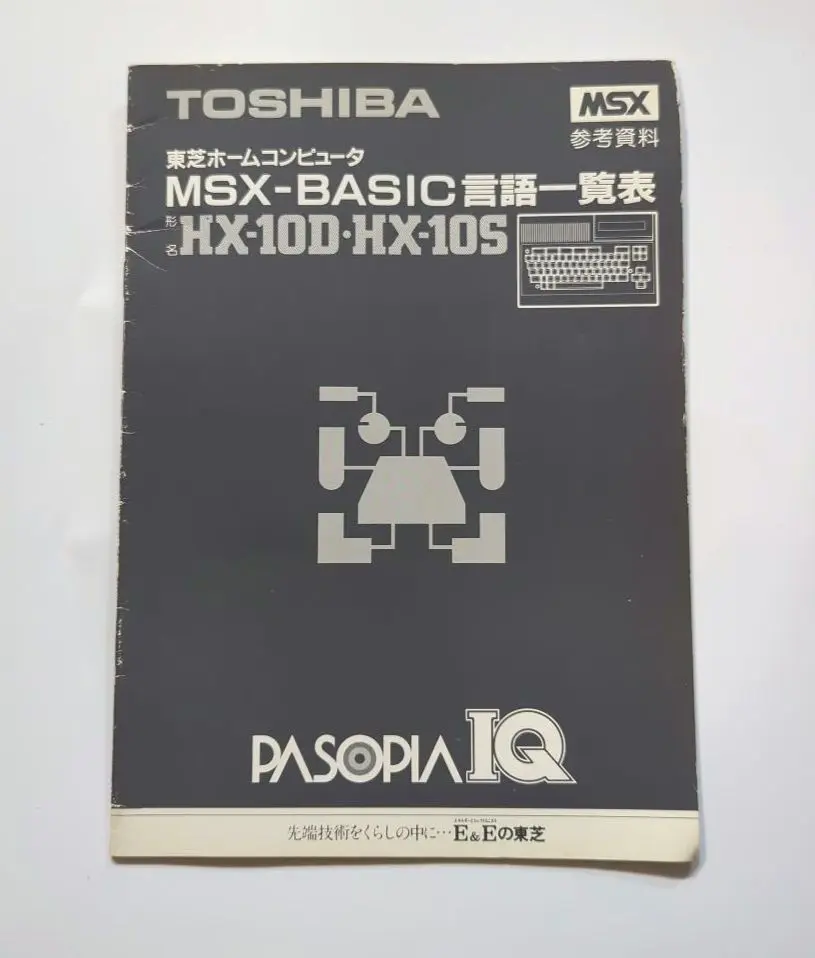 TOSHIBA
MSX
参考資料
東芝ホームコンピュータ
MSX-BASIC言語一覧表
形名 HX-10D・HX-10S
PASOPIA IQ
先端技術をくらしの中に…E&Eの東芝